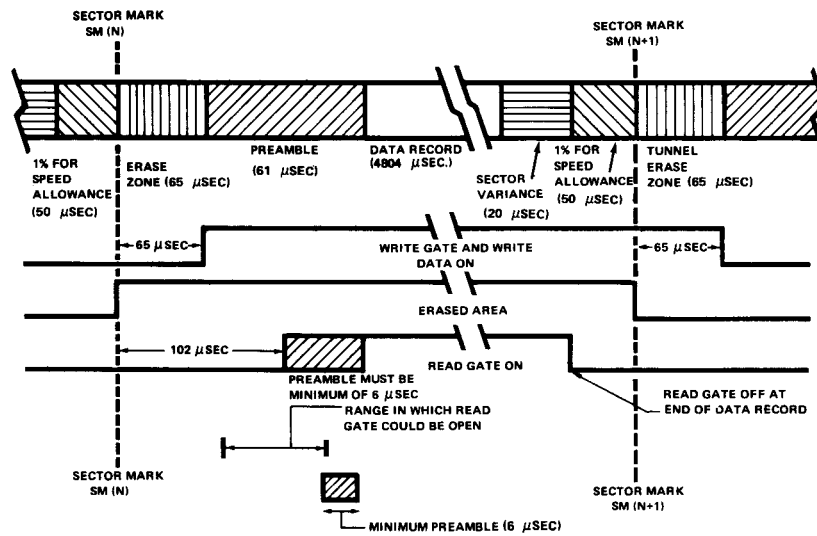 SECTOR MARK
SM (N)
SECTOR MARK
SM (N+1)
1% FOR
SPEED
ALLOWANCE
(50 μSEC)
ERASE
ZONE (65 μSEC)
PREAMBLE
(61 μSEC)
DATA RECORD
(4804 μSEC.)
SECTOR
VARIANCE
(20 μSEC)
1% FOR
SPEED
ALLOWANCE
(50 μSEC)
TUNNEL
ERASE
ZONE (65 μSEC)
65 μSEC
WRITE GATE AND WRITE
DATA ON
65 μSEC
ERASED AREA
102 μSEC
READ GATE ON
PREAMBLE MUST BE
MINIMUM OF 6 μSEC
RANGE IN WHICH READ
GATE COULD BE OPEN
READ GATE OFF AT
END OF DATA RECORD
SECTOR MARK
SM (N)
SECTOR MARK
SM (N+1)
MINIMUM PREAMBLE (6 μSEC)